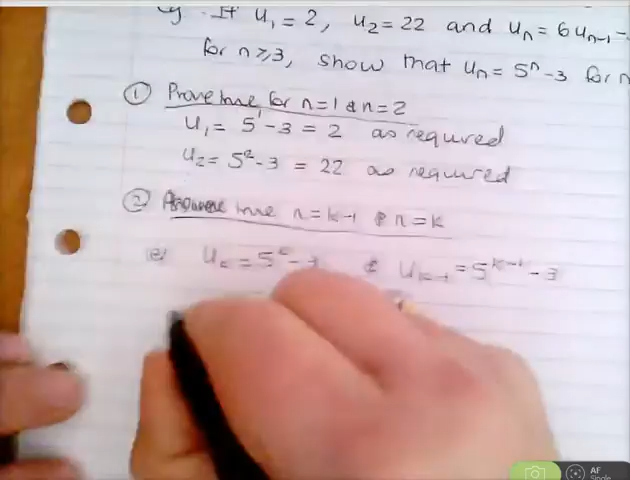 eg. If u₁ = 2, u₂ = 22 and uₙ = 6uₙ₋₁ -
for n ≥ 3, show that uₙ = 5ⁿ - 3 for n
① Prove true for n=1 & n=2
u₁ = 5¹ - 3 = 2 as required
u₂ = 5² - 3 = 22 as required
② Assume true n = k-1 & n = k
uₖ = 5ᵏ - 3 & uₖ₋₁ = 5ᵏ⁻¹ - 3
AF
Single